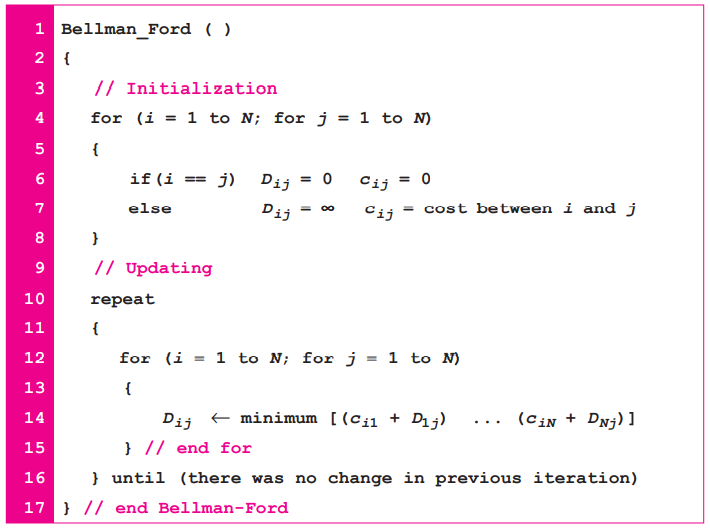 1 Bellman_Ford ( )
2 {
3 // Initialization
4 for (i = 1 to N; for j = 1 to N)
5 {
6 if(i == j) Dij = 0 cij = 0
7 else Dij = ∞ cij = cost between i and j
8 }
9 // Updating
10 repeat
11 {
12 for (i = 1 to N; for j = 1 to N)
13 {
14 Dij ← minimum [(ci1 + D1j) ... (ciN + DNj)]
15 } // end for
16 } until (there was no change in previous iteration)
17 } // end Bellman-Ford